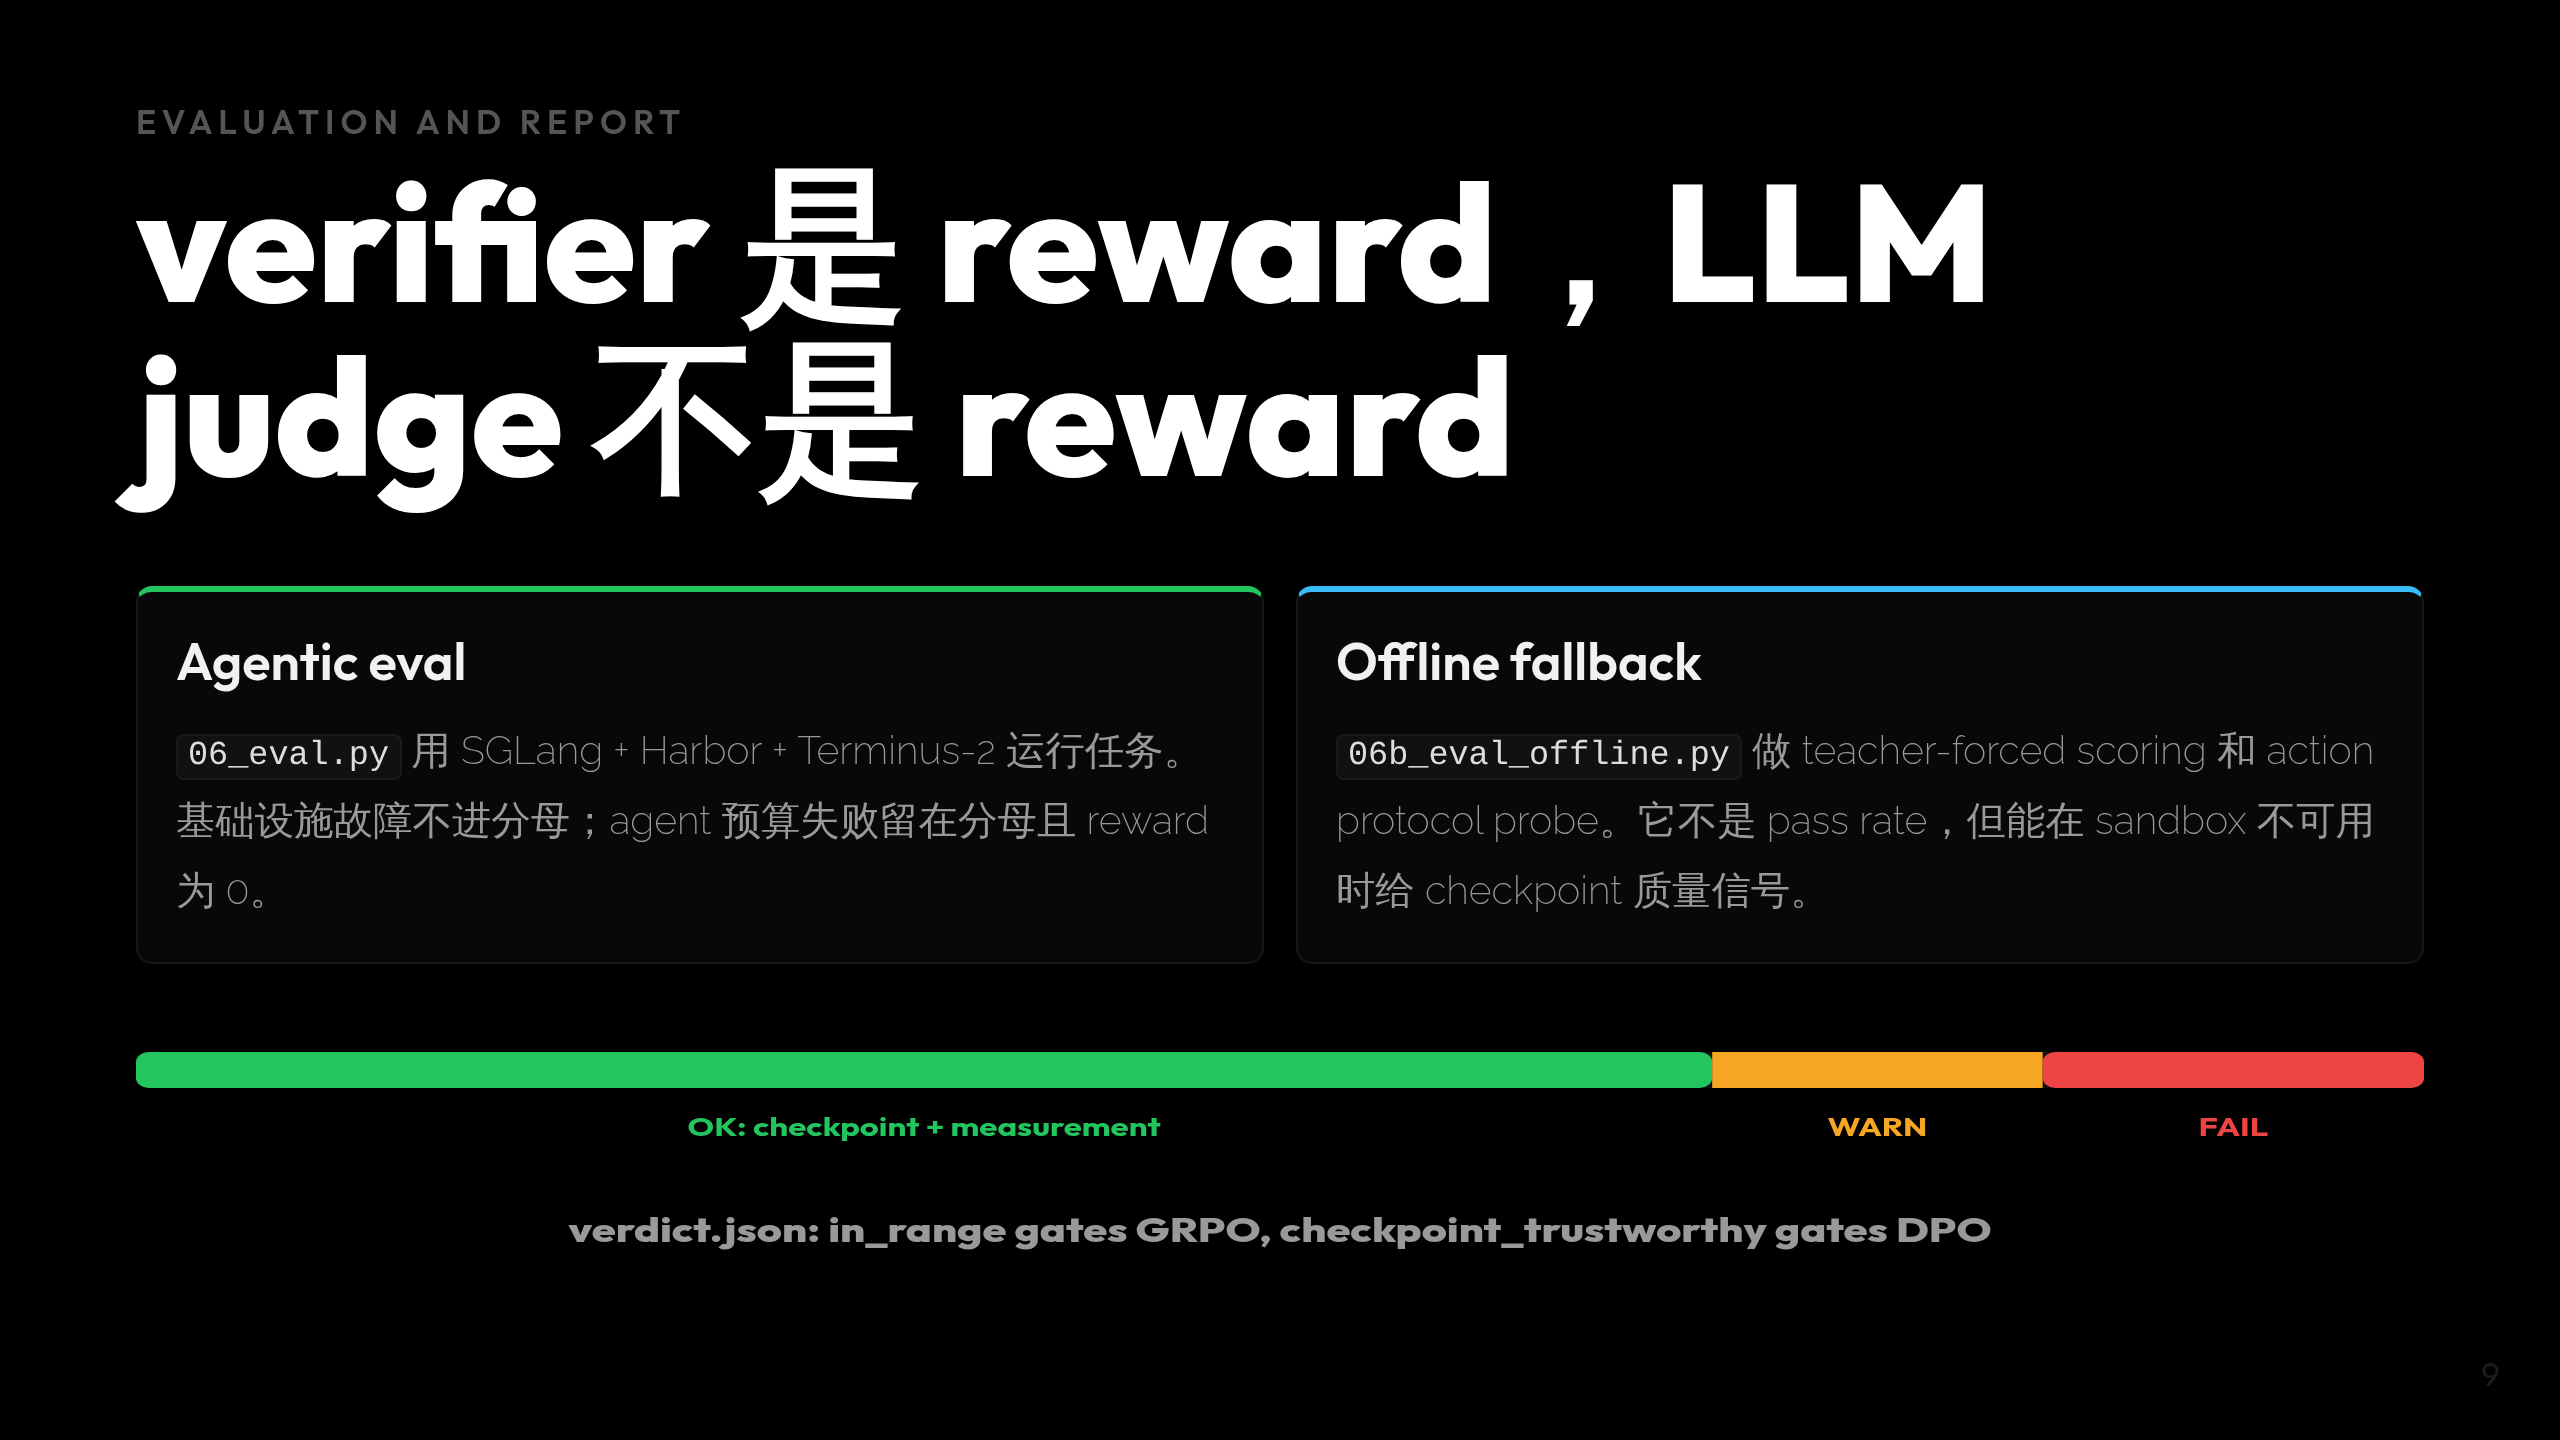 EVALUATION AND REPORT
verifier 是 reward，LLM
judge 不是 reward
Agentic eval
06_eval.py 用 SGLang + Harbor + Terminus-2 运行任务。
基础设施故障不进分母；agent 预算失败留在分母且 reward
为 0。
Offline fallback
06b_eval_offline.py 做 teacher-forced scoring 和 action
protocol probe。它不是 pass rate，但能在 sandbox 不可用
时给 checkpoint 质量信号。
OK: checkpoint + measurement
WARN
FAIL
verdict.json: in_range gates GRPO, checkpoint_trustworthy gates DPO
9